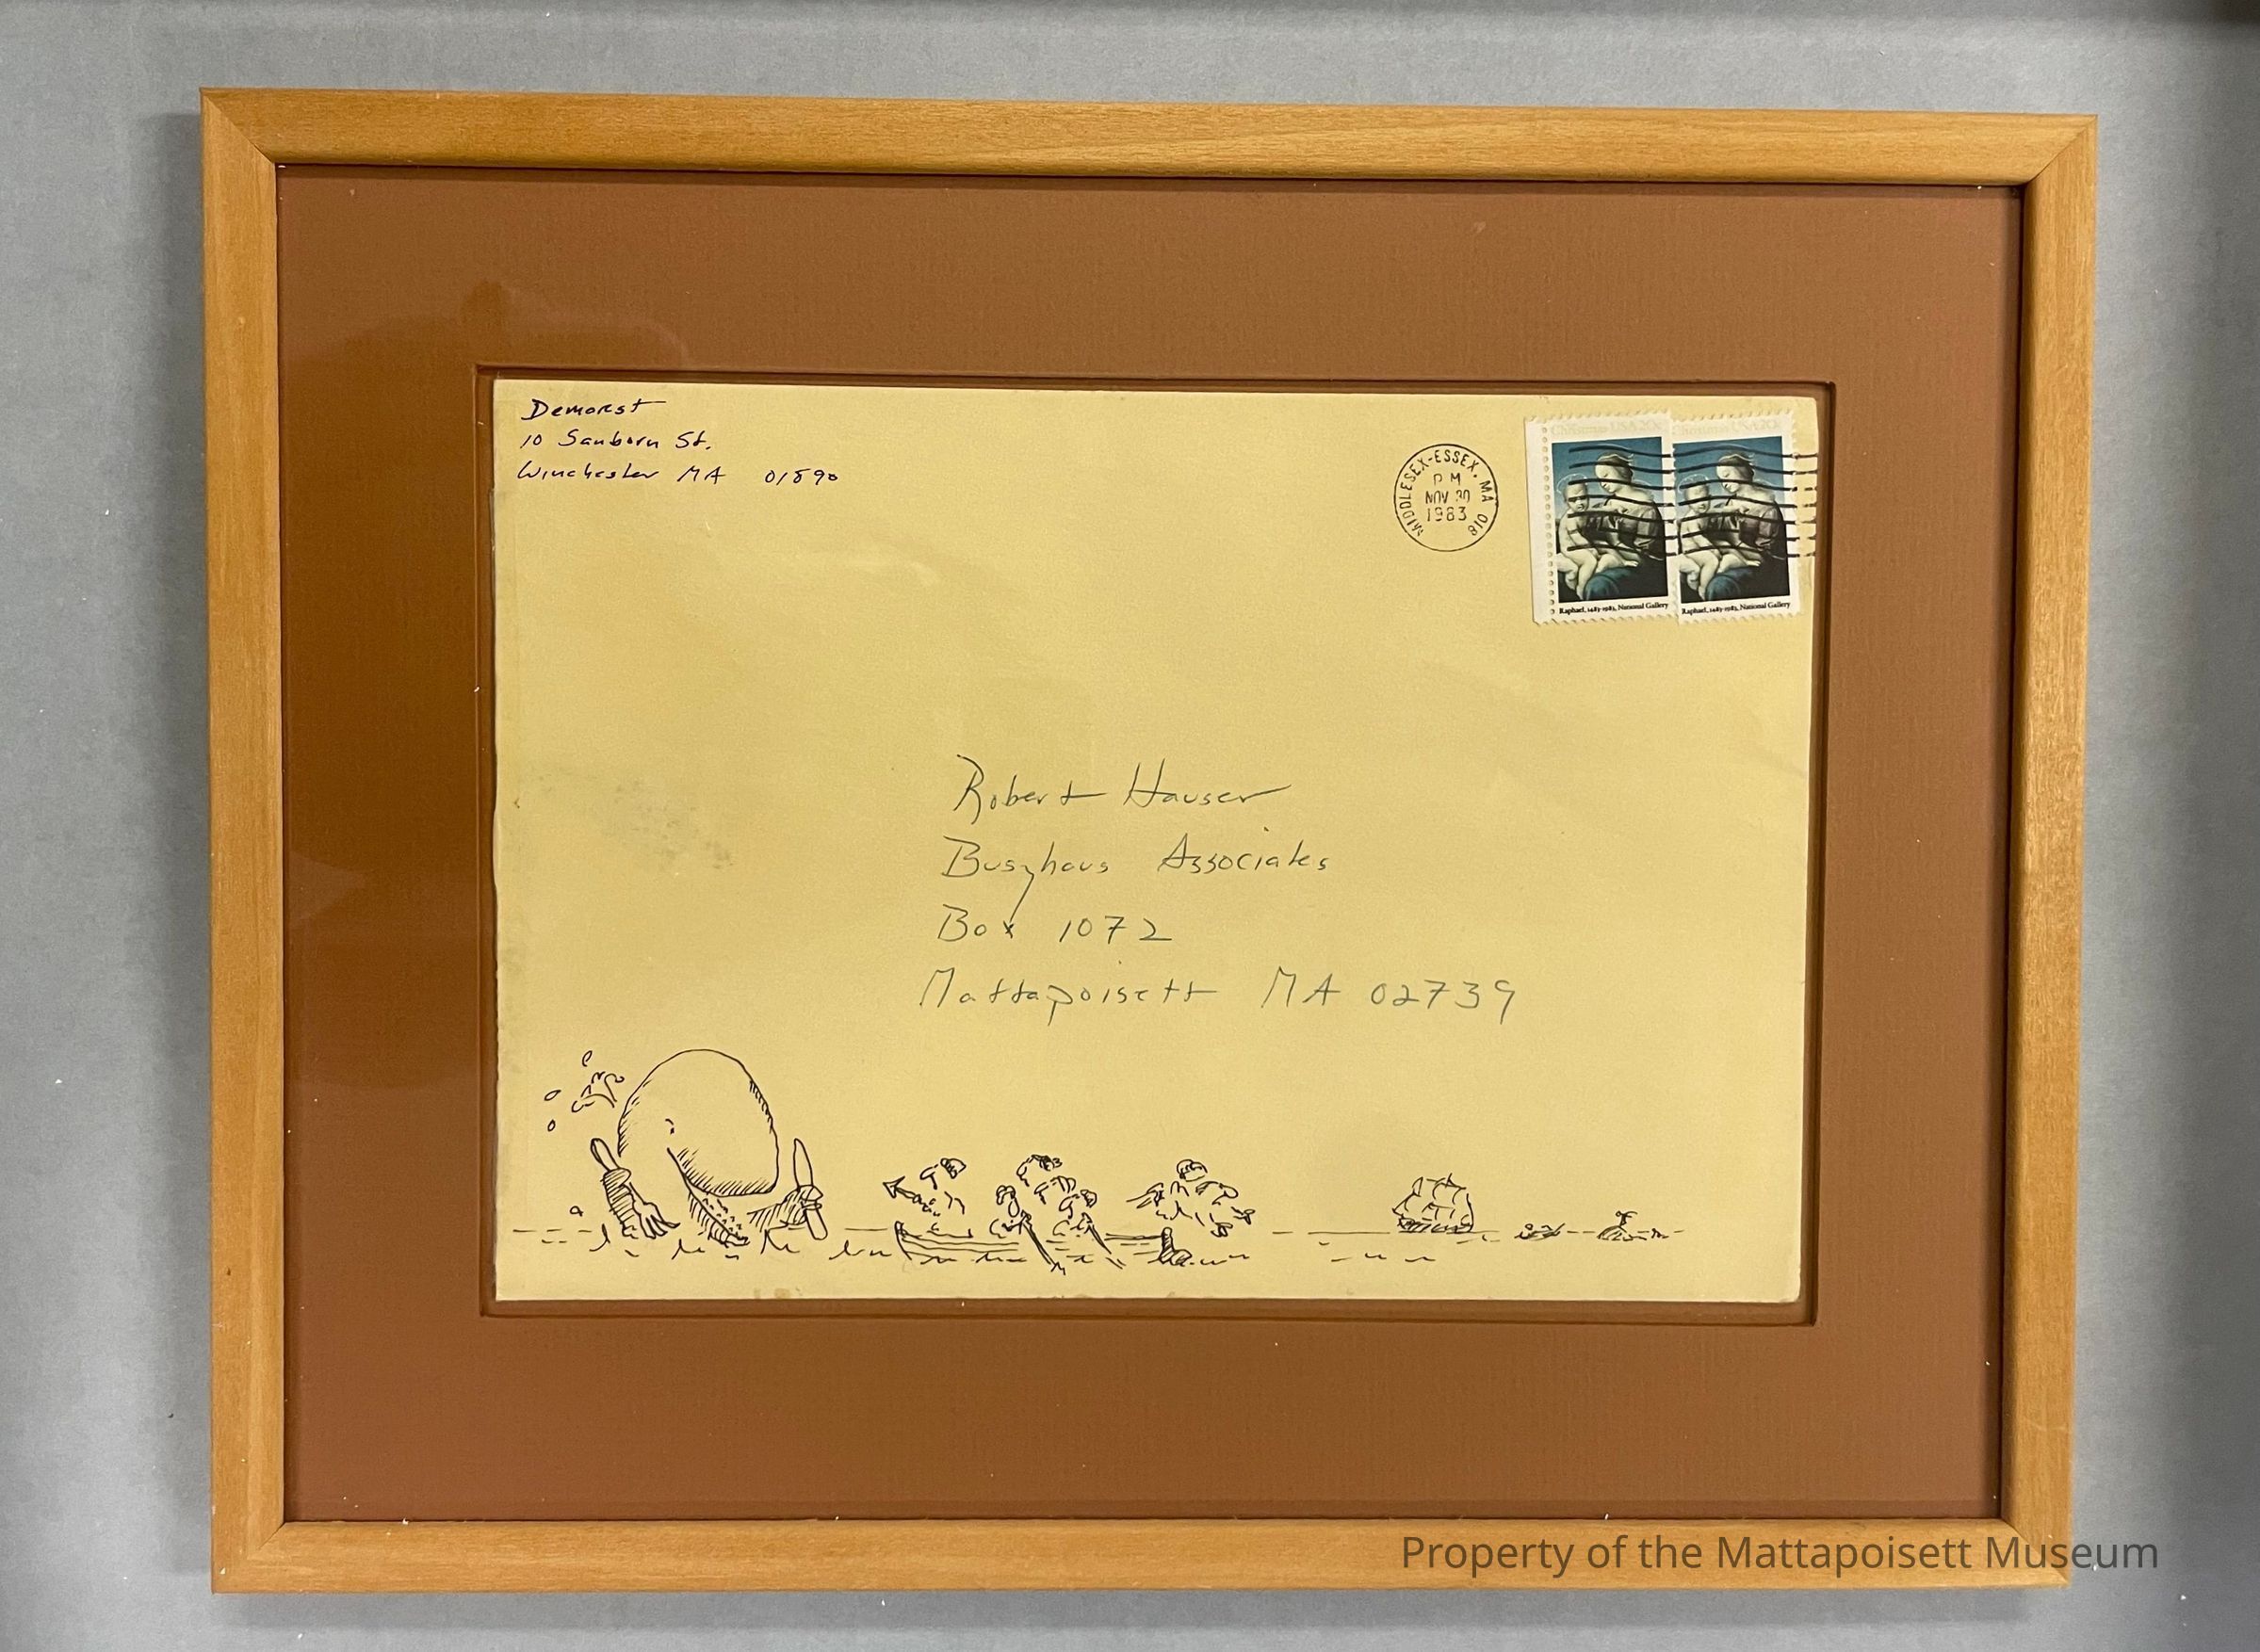 Demorest
10 Sanborn St.
Winchester MA 01890
MIDDLESEX-ESSEX, MA 018
PM
NOV 30
1983
Christmas USA 20c
Christmas USA 20c
Raphael, 1483-1983, National Gallery
Raphael, 1483-1983, National Gallery
Robert Hauser
Busyhaus Associates
Box 1072
Mattapoisett MA 02739
Property of the Mattapoisett Museum